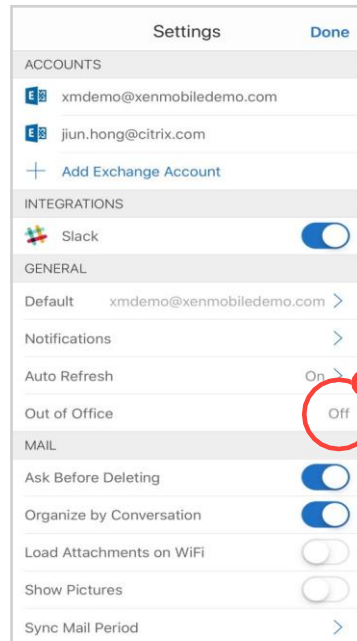 Settings Done
ACCOUNTS
xmdemo@xenmobiledemo.com
jiun.hong@citrix.com
Add Exchange Account
INTEGRATIONS
Slack
GENERAL
Default xmdemo@xenmobiledemo.com
Notifications
Auto Refresh On
Out of Office Off
MAIL
Ask Before Deleting
Organize by Conversation
Load Attachments on WiFi
Show Pictures
Sync Mail Period